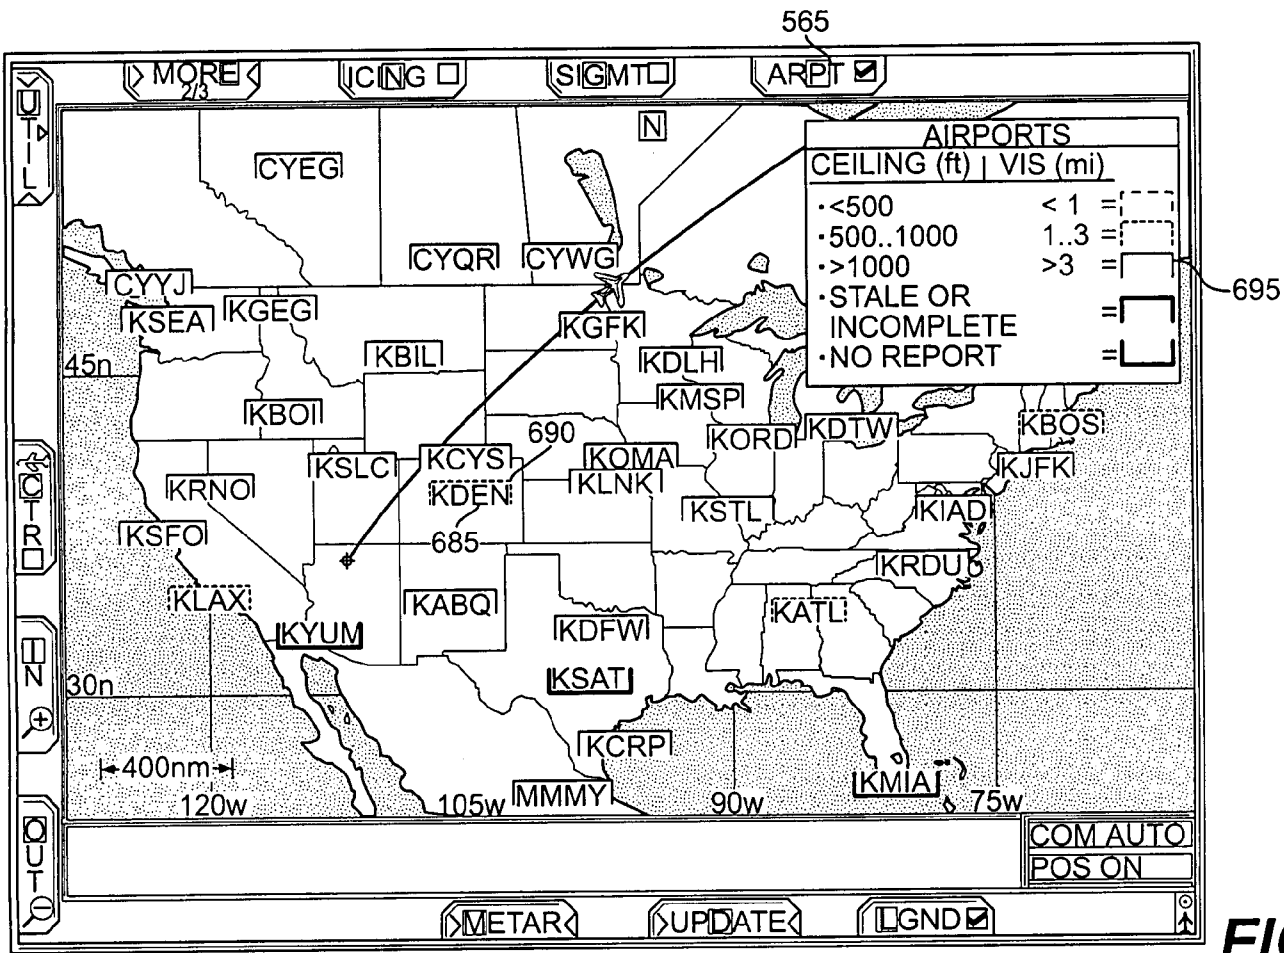 565
MORE
2/3
ICING
SIGMT
ARPT
UTIL
N
AIRPORTS
CEILING (ft) | VIS (mi)
·<500 < 1 =
·500..1000 1..3 =
·>1000 >3 =
·STALE OR
INCOMPLETE =
·NO REPORT =
695
CYEG
CYQR
CYWG
CYYJ
KSEA
KGEG
KGFK
KBIL
KDLH
45n
KMSP
KBOI
KORD
KDTW
KBOS
690
KSLC
KCYS
KOMA
KJFK
KRNO
KDEN
KLNK
KSTL
KIAD
CTR
KSFO
685
KRDU
KLAX
KABQ
KATL
KYUM
KDFW
IN
30n
KSAT
KCRP
400nm
MMMY
KMIA
120w
105w
90w
75w
OUT
COM AUTO
POS ON
>METAR<
>UPDATE<
LGND
FIG